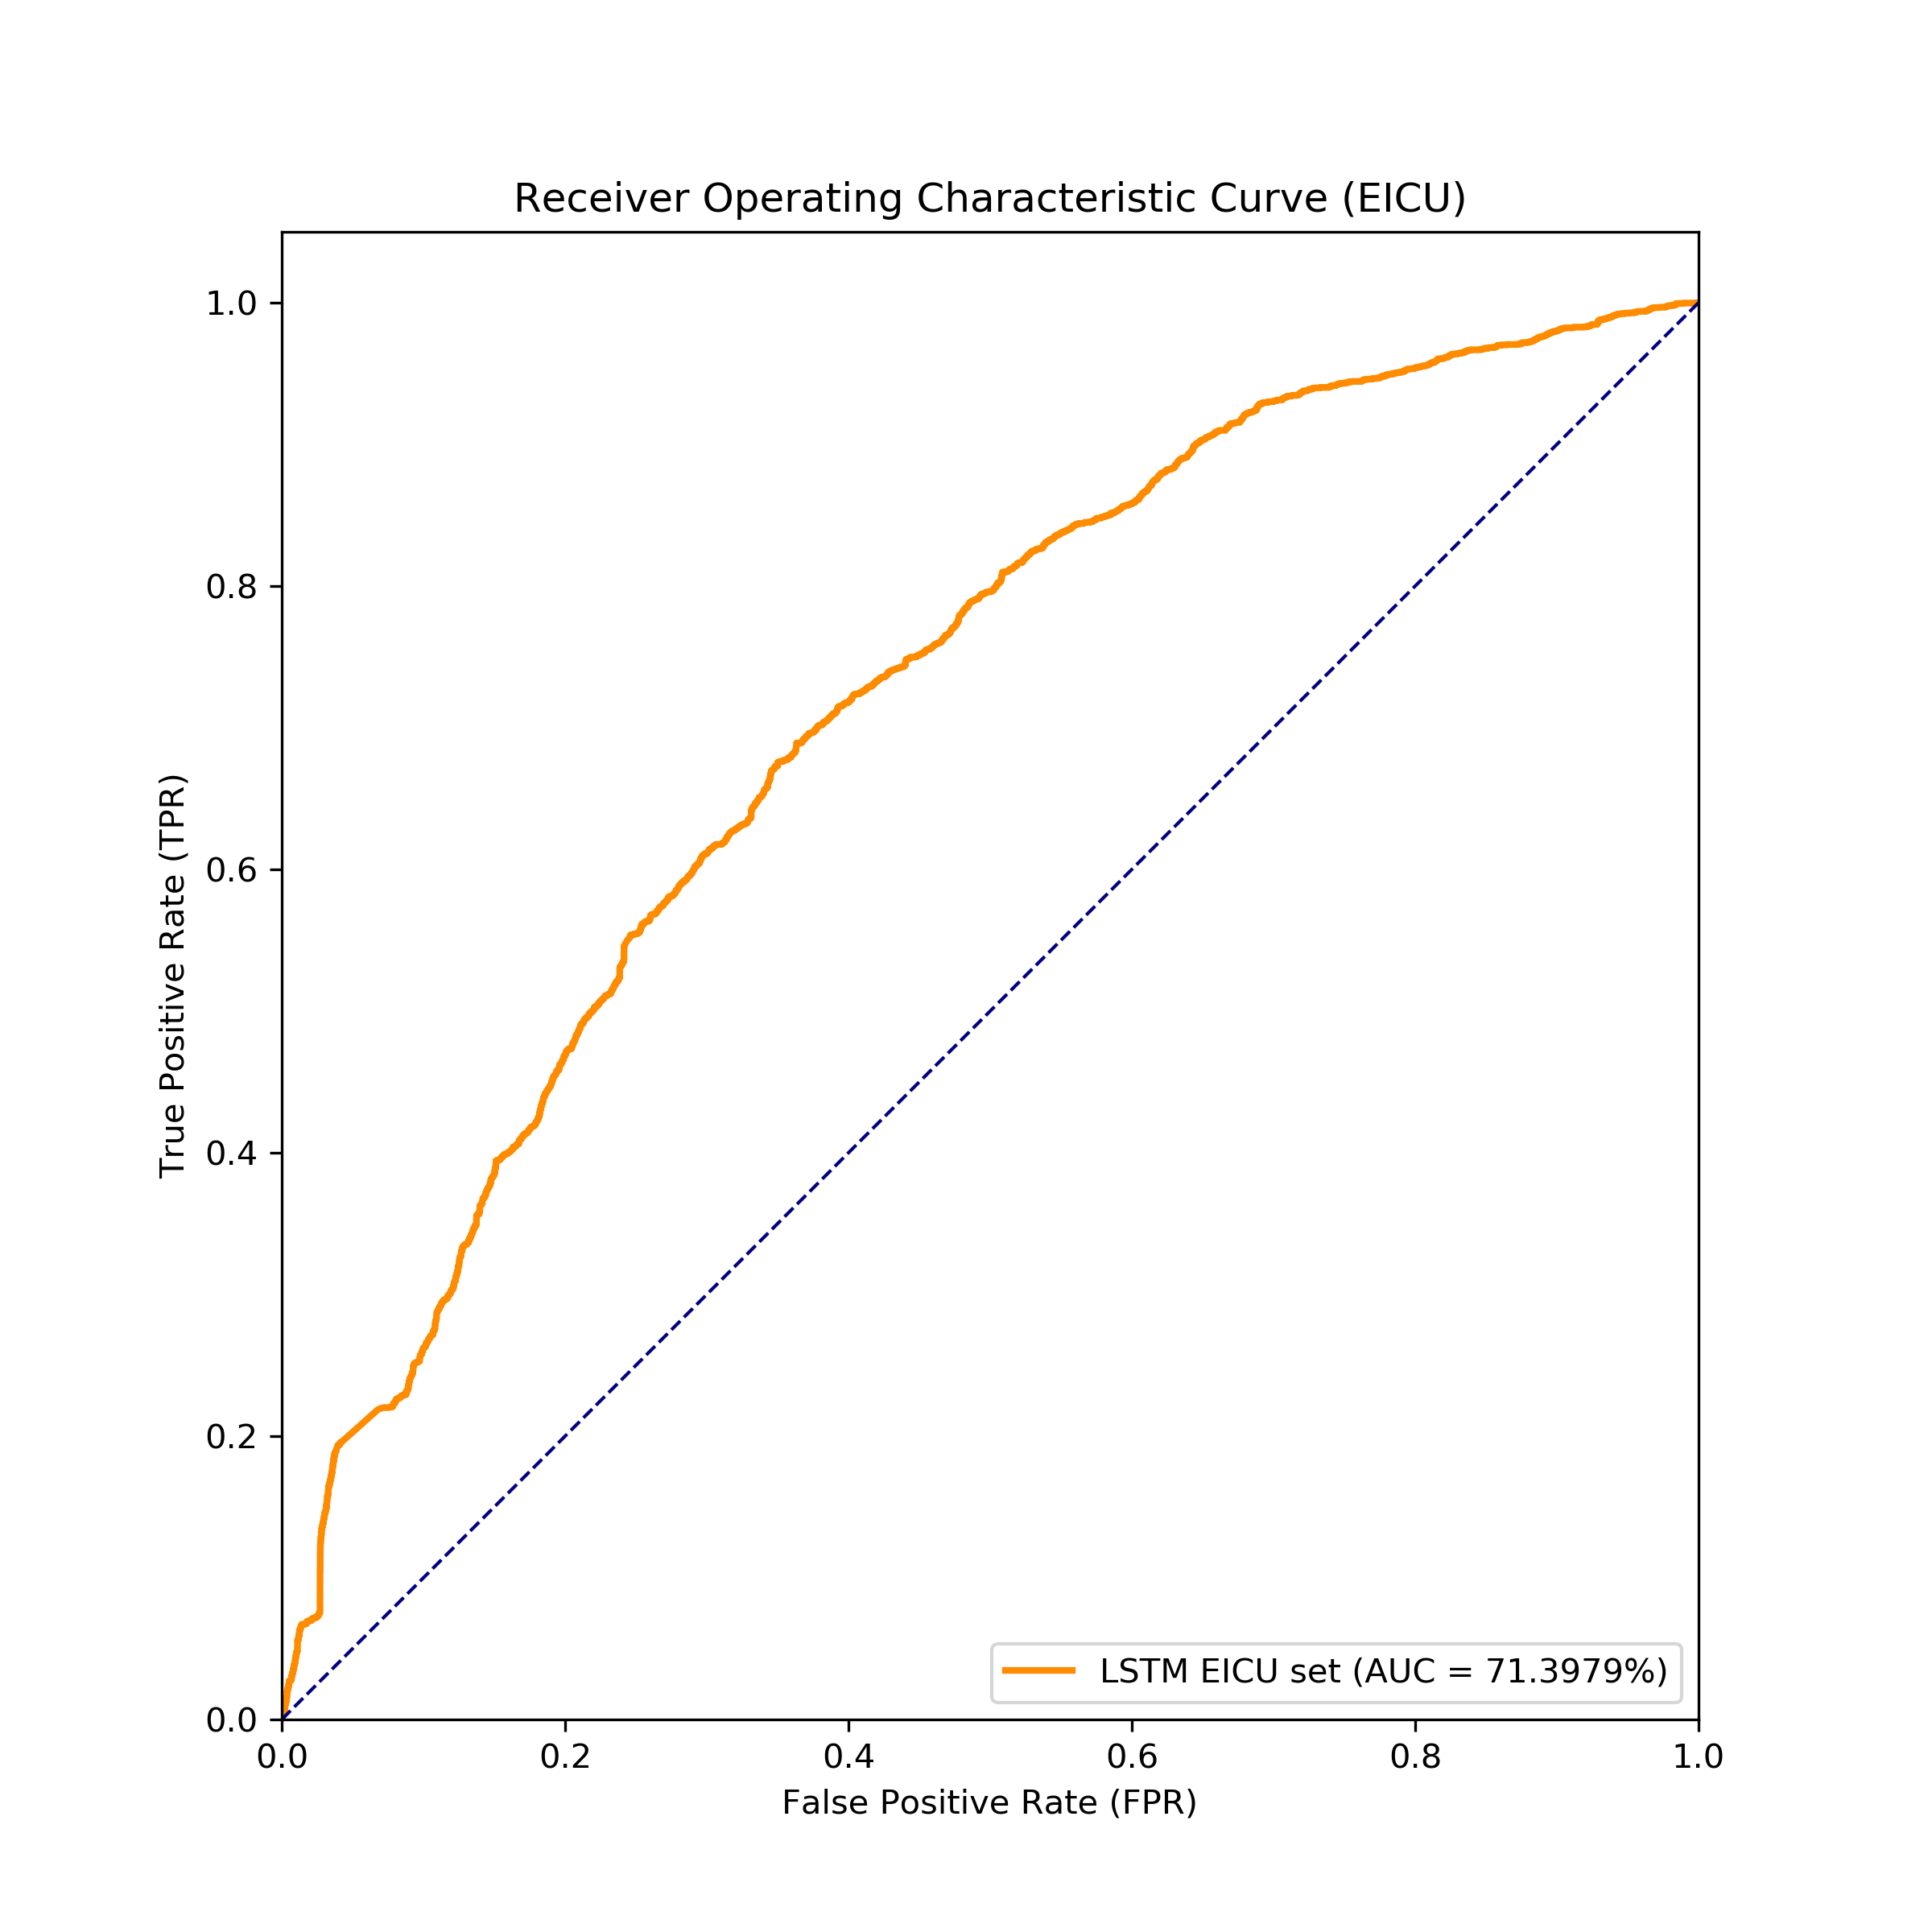 Receiver Operating Characteristic Curve (EICU)
True Positive Rate (TPR)
1.0
0.8
0.6
0.4
0.2
0.0
LSTM EICU set (AUC = 71.3979%)
0.0 0.2 0.4 0.6 0.8 1.0
False Positive Rate (FPR)